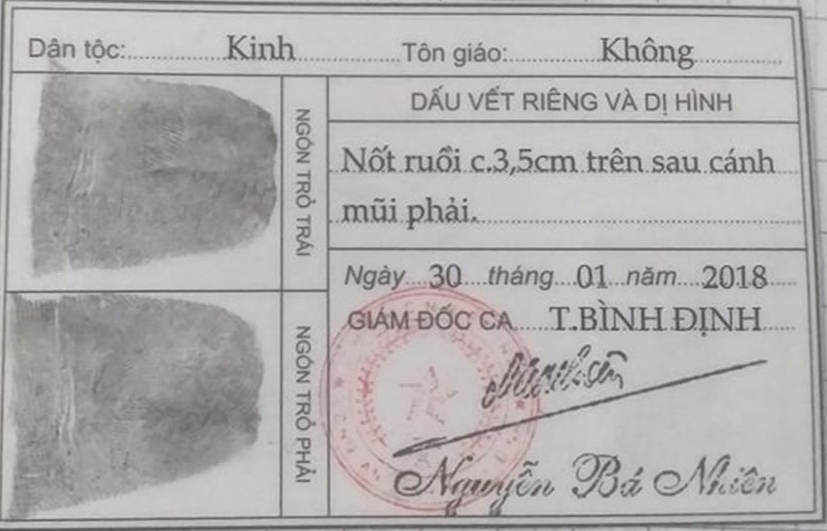 Dân tộc: Kinh Tôn giáo: Không
NGÓN TRỎ TRÁI
DẤU VẾT RIÊNG VÀ DỊ HÌNH
Nốt ruồi c.3,5cm trên sau cánh
mũi phải.
NGÓN TRỎ PHẢI
Ngày 30 tháng 01 năm 2018
GIÁM ĐỐC CA T.BÌNH ĐỊNH
Nguyễn Bá Nhiên